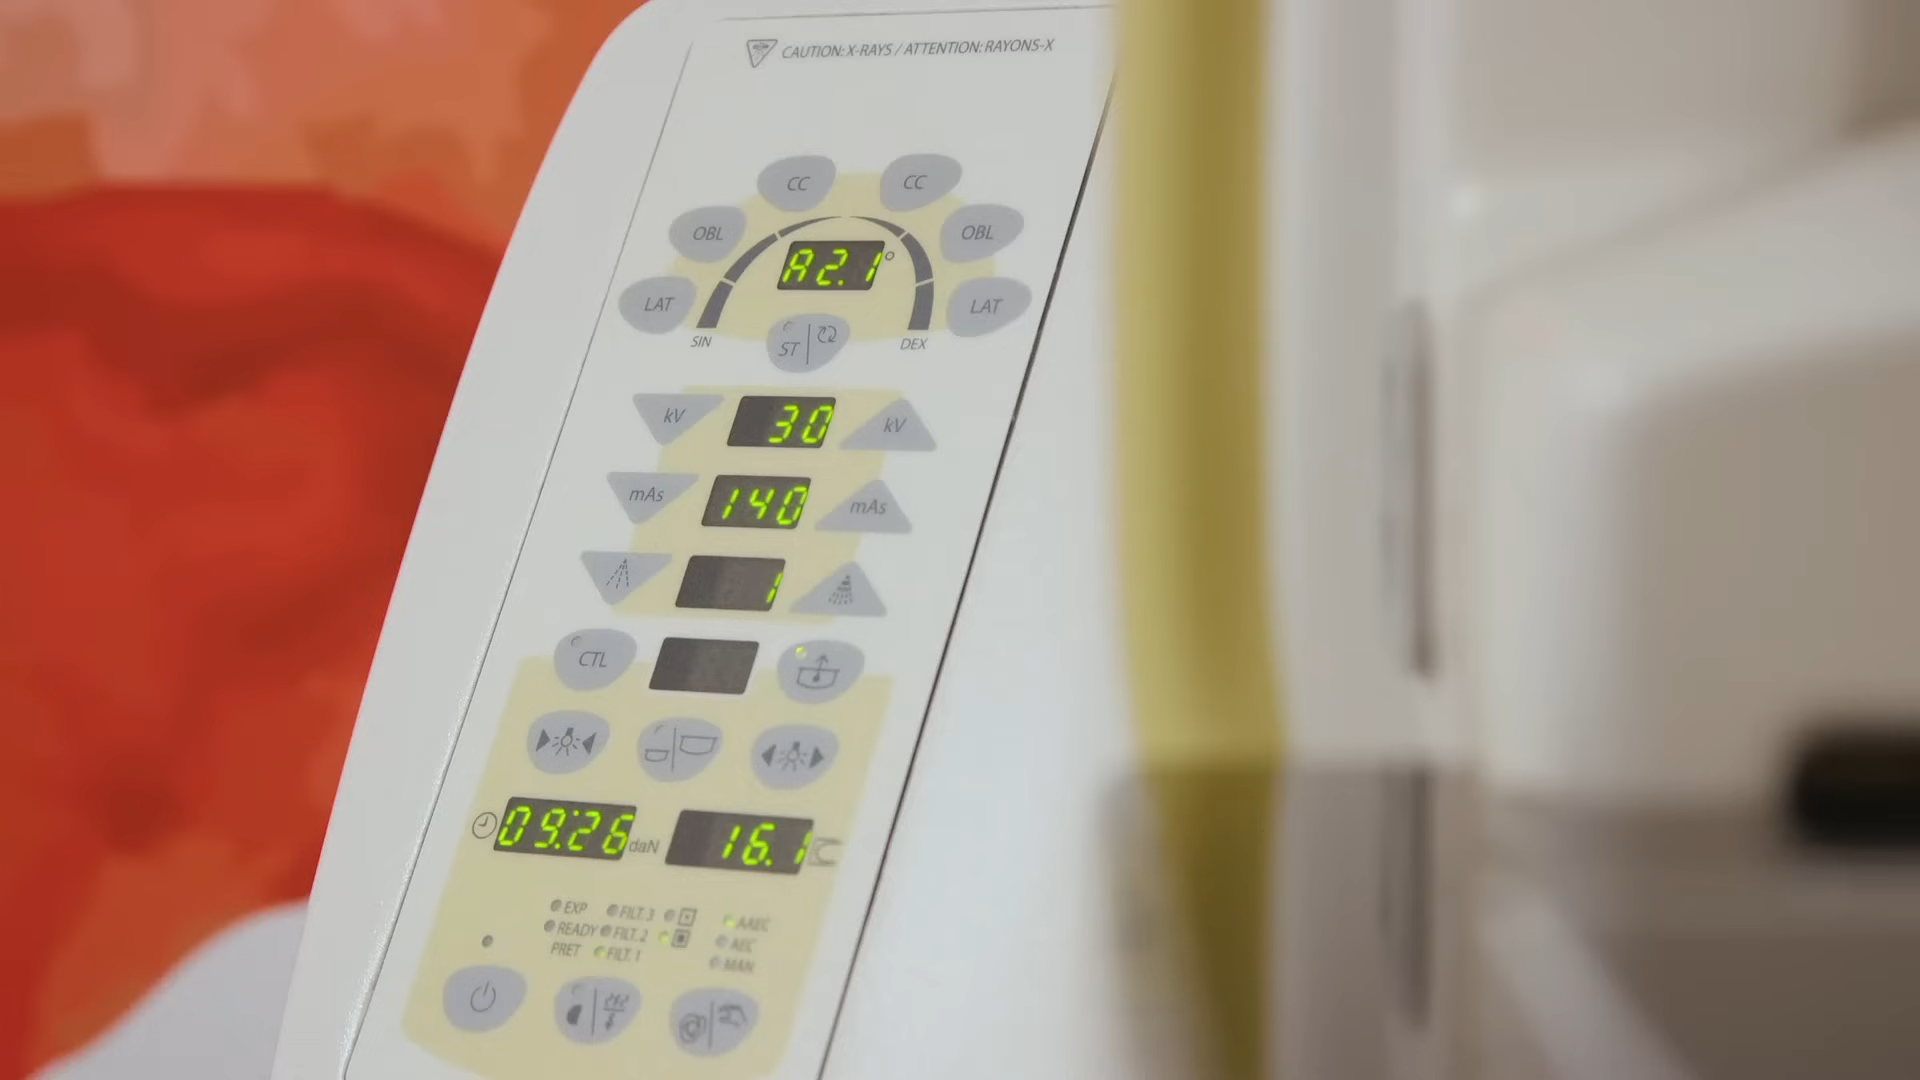 CAUTION: X-RAYS / ATTENTION: RAYONS-X
CC CC
OBL OBL
A2.1°
LAT LAT
SIN ST DEX
kV 30 kV
mAs 140 mAs
1
CTL
09:26 daN 16.1
EXP FILT. 3 AAEC
READY FILT. 2 AEC
PRET FILT. 1 MAN